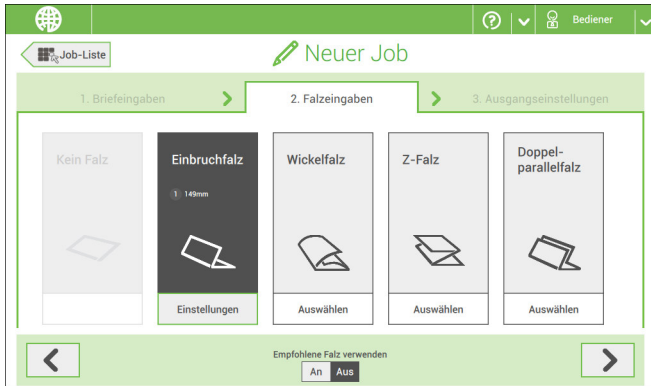 Bediener
Job-Liste
Neuer Job
1. Briefeingaben
2. Falzeingaben
3. Ausgangseinstellungen
Kein Falz
Einbruchfalz
1 149mm
Einstellungen
Wickelfalz
Auswählen
Z-Falz
Auswählen
Doppel-
parallelfalz
Auswählen
Empfohlene Falz verwenden
An Aus